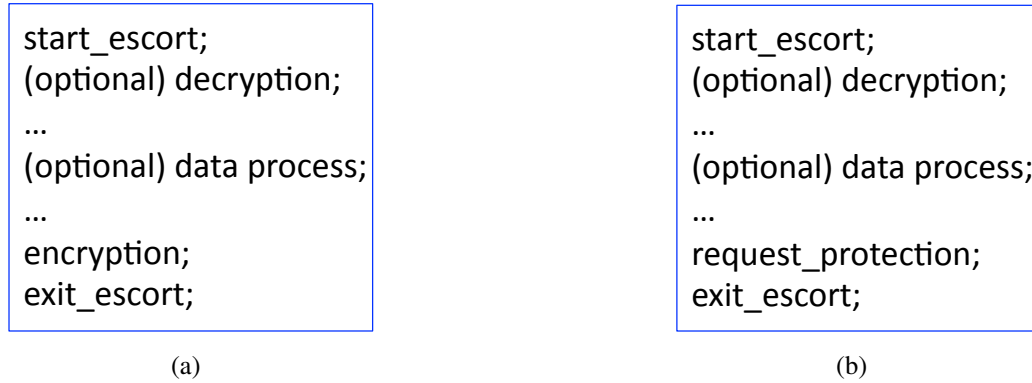 start_escort;
(optional) decryption;
...
(optional) data process;
...
encryption;
exit_escort;
(a)
start_escort;
(optional) decryption;
...
(optional) data process;
...
request_protection;
exit_escort;
(b)